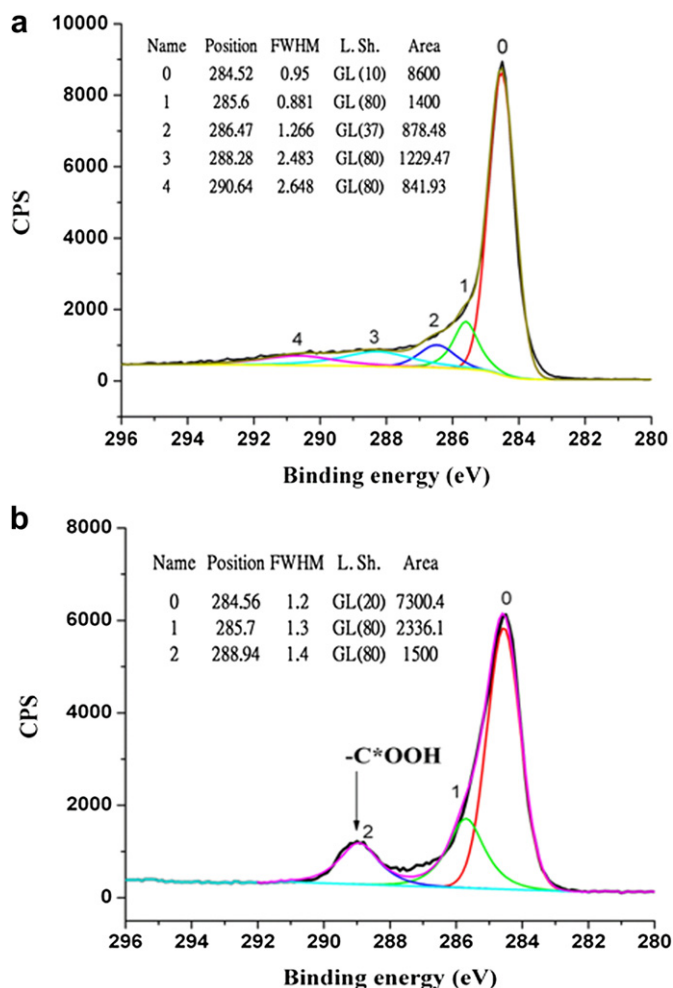 a
10000
Name Position FWHM L. Sh. Area
0 284.52 0.95 GL (10) 8600
1 285.6 0.881 GL (80) 1400
2 286.47 1.266 GL(37) 878.48
3 288.28 2.483 GL(80) 1229.47
4 290.64 2.648 GL(80) 841.93
0
8000
6000
4000
2000
0
CPS
1
2
3
4
296 294 292 290 288 286 284 282 280
Binding energy (eV)
b
8000
Name Position FWHM L. Sh. Area
0 284.56 1.2 GL(20) 7300.4
1 285.7 1.3 GL(80) 2336.1
2 288.94 1.4 GL(80) 1500
0
6000
4000
2000
0
CPS
-C*OOH
1
2
296 294 292 290 288 286 284 282 280
Binding energy (eV)